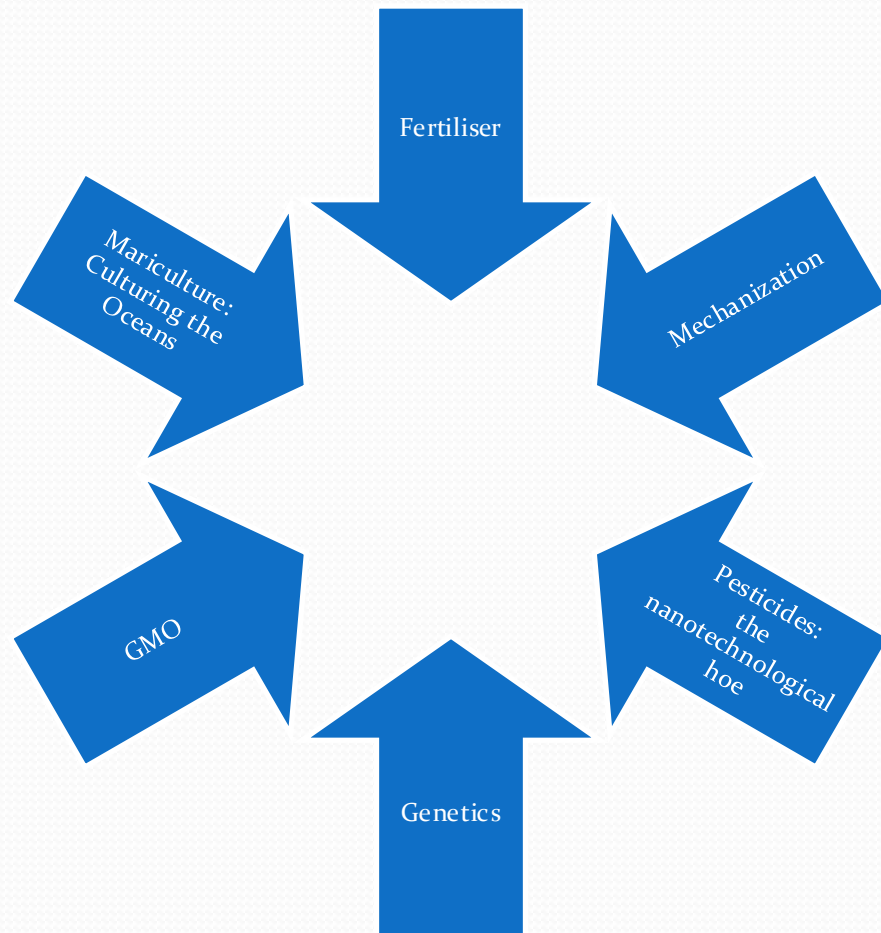 Fertiliser
Mechanization
Pesticides:
the
nanotechnological
hoe
Genetics
GMO
Mariculture:
Culturing the
Oceans